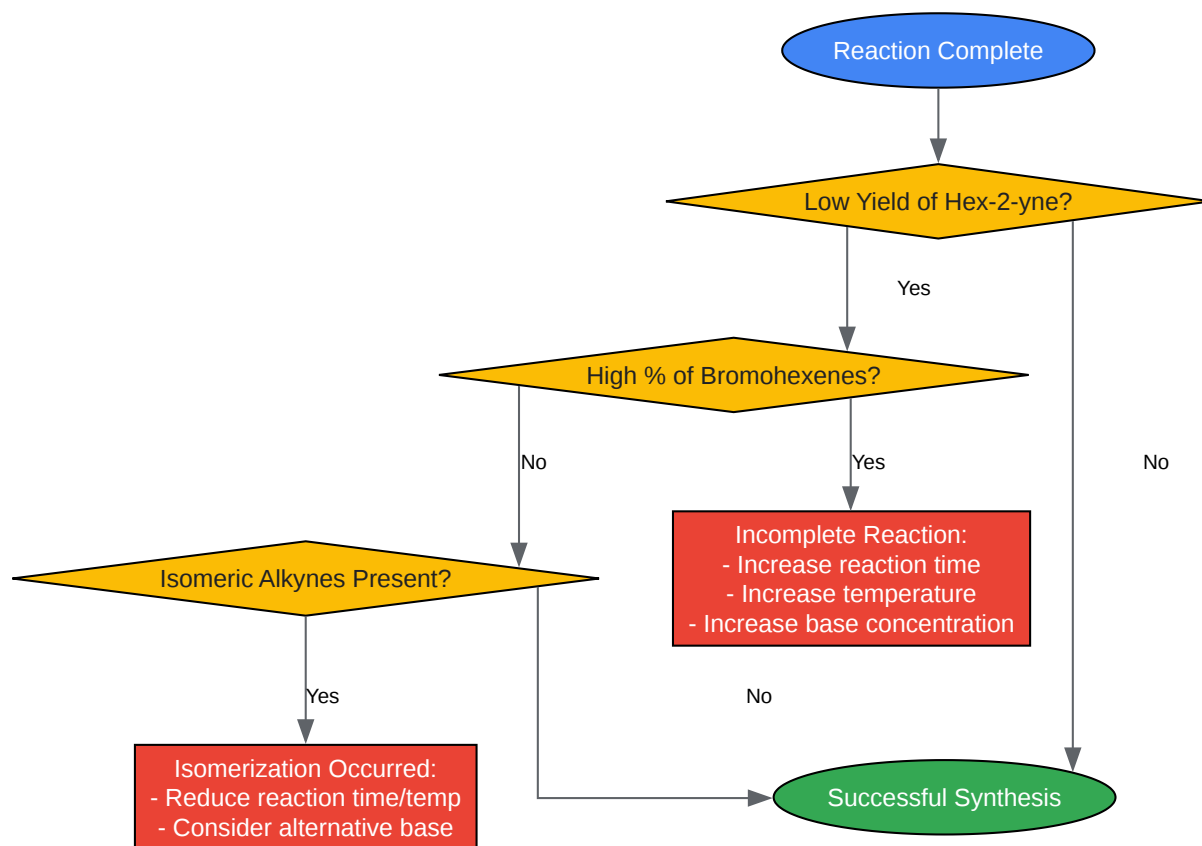 Reaction Complete
Low Yield of Hex-2-yne?
Yes
High % of Bromohexenes?
No
Yes
No
Incomplete Reaction:
- Increase reaction time
- Increase temperature
- Increase base concentration
Isomeric Alkynes Present?
Yes
No
Isomerization Occurred:
- Reduce reaction time/temp
- Consider alternative base
Successful Synthesis